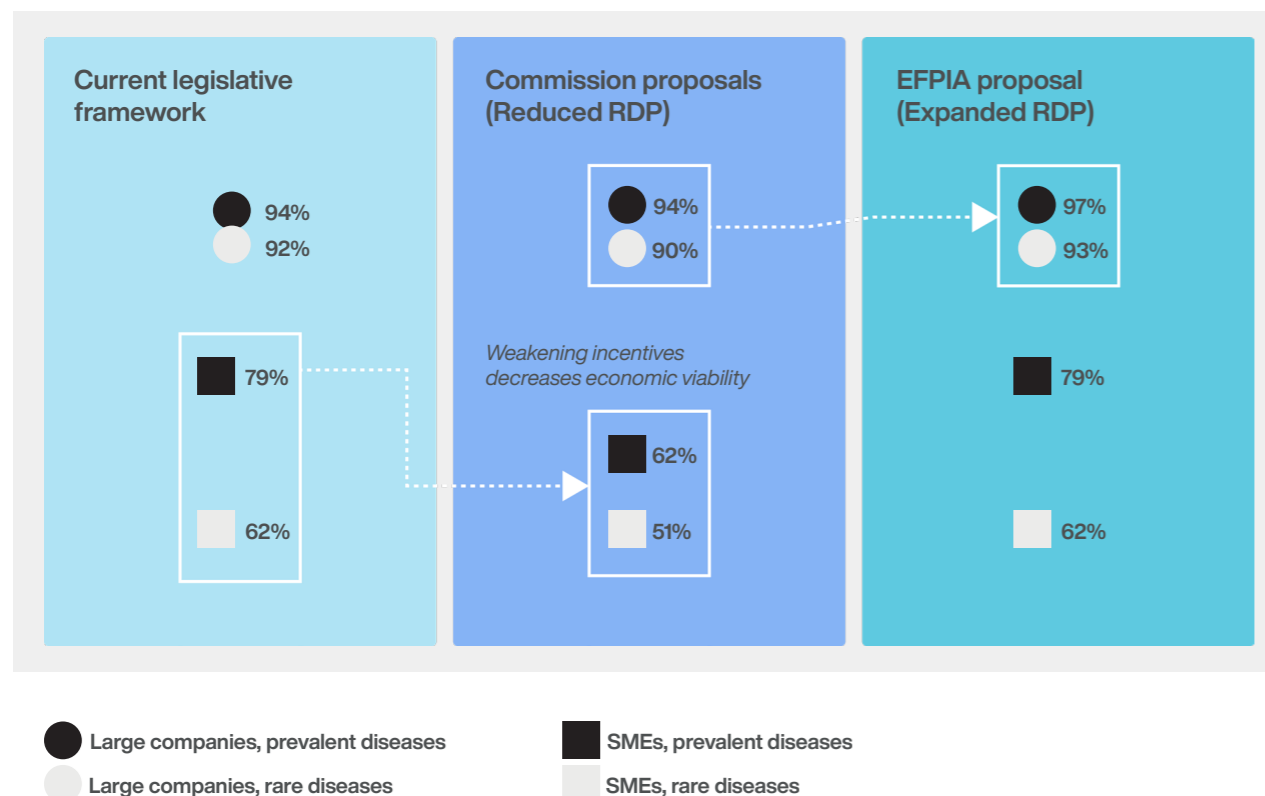 Current legislative
framework
94%
92%
79%
62%
Commission proposals
(Reduced RDP)
94%
90%
Weakening incentives
decreases economic viability
62%
51%
EFPIA proposal
(Expanded RDP)
97%
93%
79%
62%
Large companies, prevalent diseases
Large companies, rare diseases
SMEs, prevalent diseases
SMEs, rare diseases